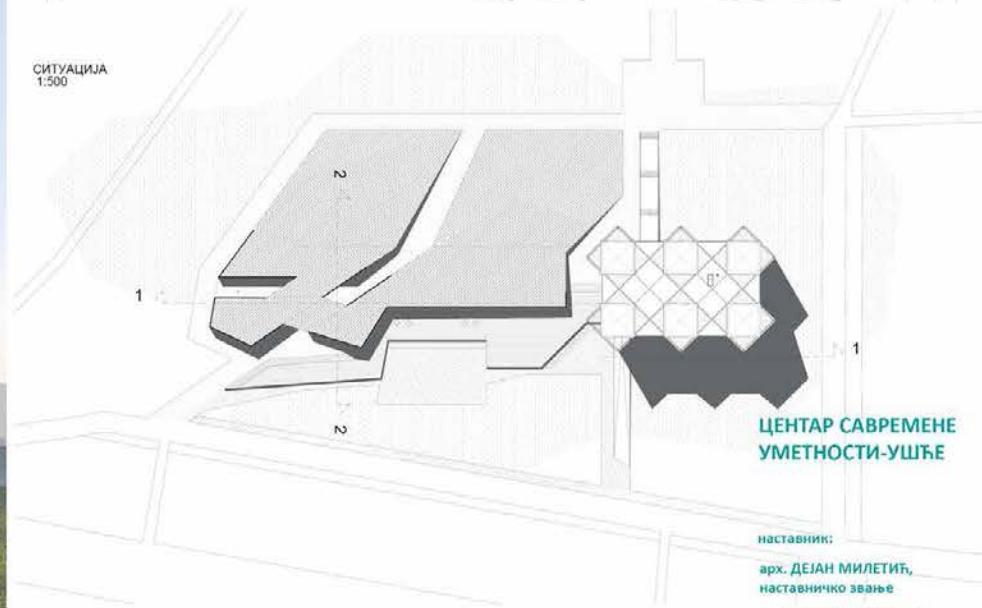 СИТУАЦИЈА
1:500
2
1
1
2
ЦЕНТАР САВРЕМЕНЕ
УМЕТНОСТИ-УШЋЕ
наставник:
арх. ДЕЈАН МИЛЕТИЋ,
наставничко звање